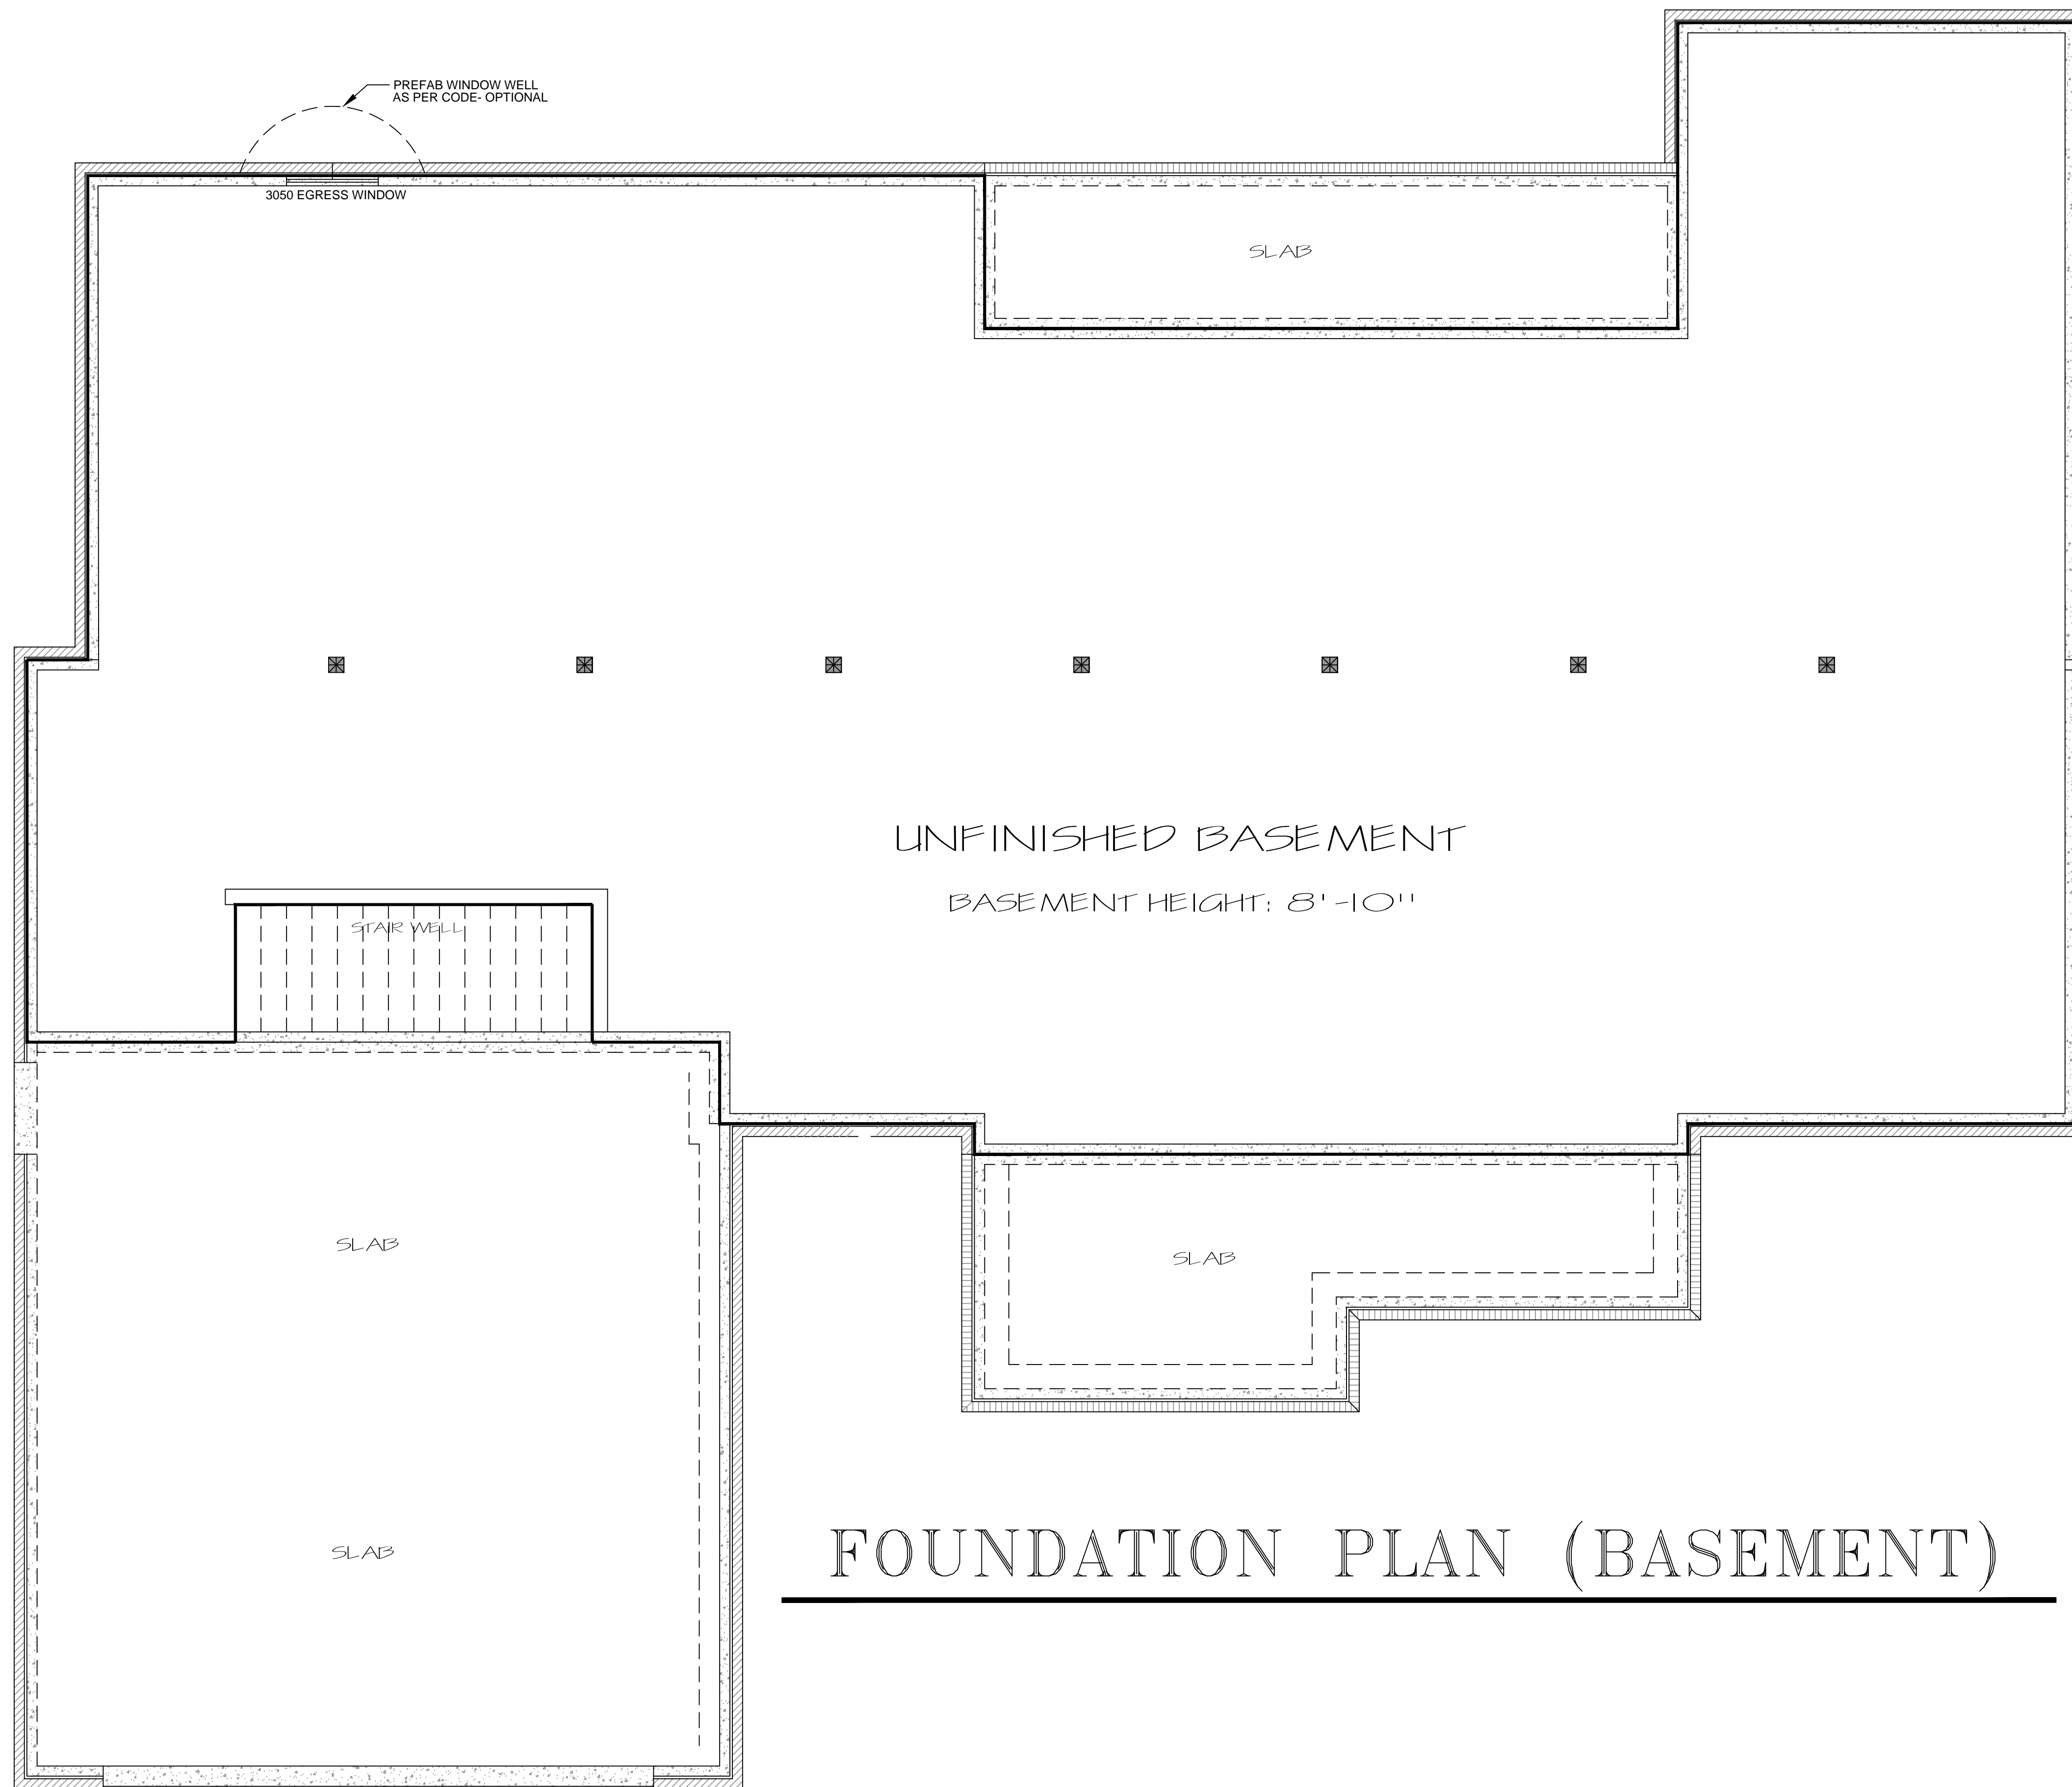 PREFAB WINDOW WELL
AS PER CODE- OPTIONAL
3050 EGRESS WINDOW
SLAB
UNFINISHED BASEMENT
BASEMENT HEIGHT: 8'-10''
STAIR WELL
SLAB
SLAB
SLAB
FOUNDATION PLAN (BASEMENT)